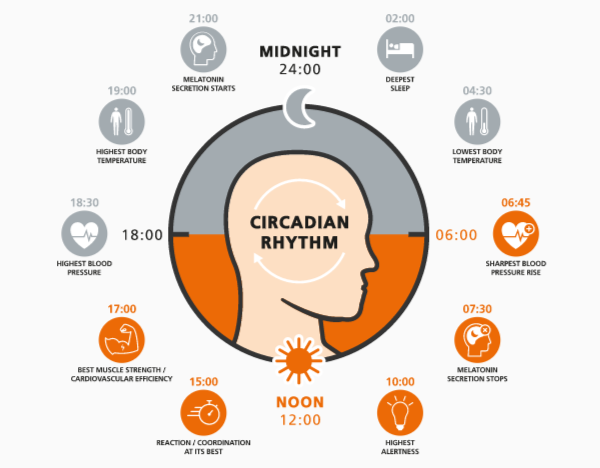 21:00
MELATONIN
SECRETION STARTS
MIDNIGHT
24:00
02:00
DEEPEST
SLEEP
19:00
HIGHEST BODY
TEMPERATURE
04:30
LOWEST BODY
TEMPERATURE
18:30
HIGHEST BLOOD
PRESSURE
18:00
CIRCADIAN
RHYTHM
06:00
06:45
SHARPEST BLOOD
PRESSURE RISE
17:00
BEST MUSCLE STRENGTH /
CARDIOVASCULAR EFFICIENCY
07:30
MELATONIN
SECRETION STOPS
15:00
REACTION / COORDINATION
AT ITS BEST
NOON
12:00
10:00
HIGHEST
ALERTNESS